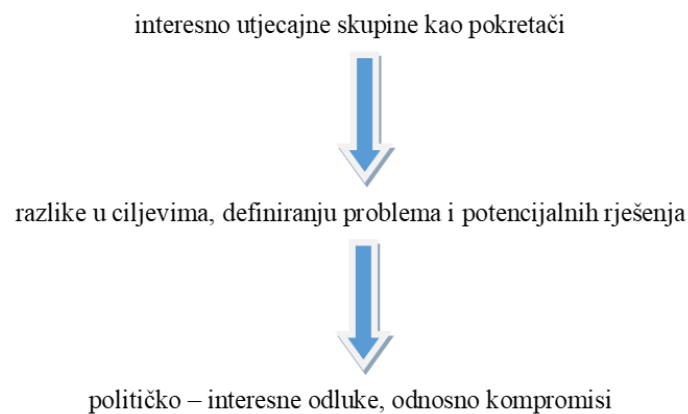 interesno utjecajne skupine kao pokretači
razlike u ciljevima, definiranju problema i potencijalnih rješenja
političko – interesne odluke, odnosno kompromisi